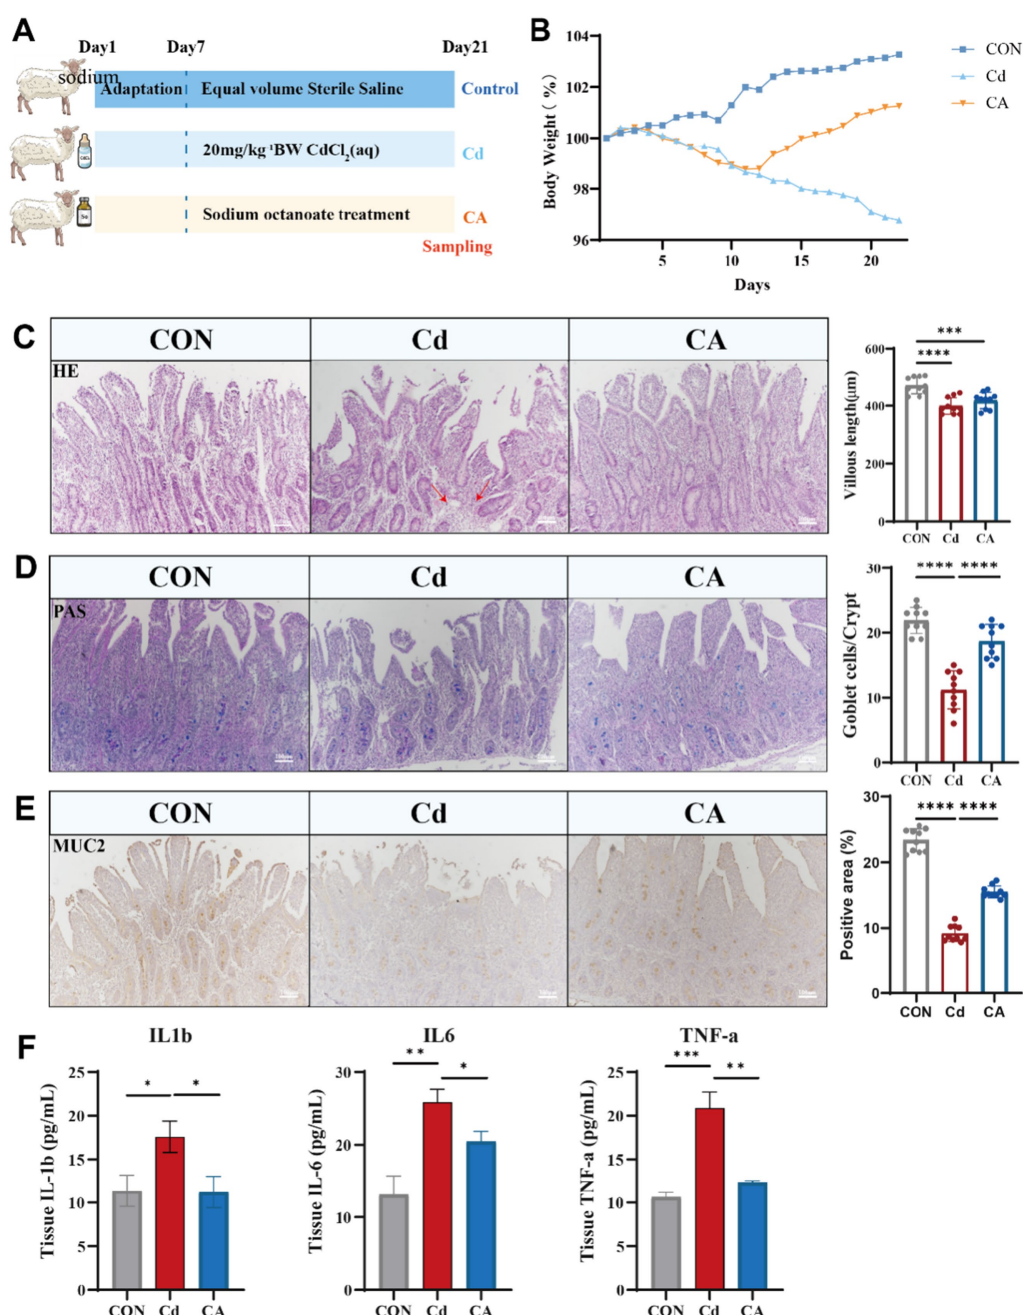 A
Day1 Day7 Day21
sodium
Adaptation Equal volume Sterile Saline Control
20mg/kg⁻¹BW CdCl₂(aq) Cd
Sodium octanoate treatment CA
Sampling
B
104
102
100
98
96
Body Weight（%）
5 10 15 20
Days
CON
Cd
CA
C
CON Cd CA
HE
*** 
****
600
400
200
0
Villous length(μm)
CON Cd CA
D
CON Cd CA
PAS
**** ****
30
20
10
0
Goblet cells/Crypt
CON Cd CA
E
CON Cd CA
MUC2
**** ****
30
20
10
0
Positive area (%)
CON Cd CA
F
IL1b
* *
25
20
15
10
5
0
Tissue IL-1b (pg/mL)
CON Cd CA
IL6
** *
30
20
10
0
Tissue IL-6 (pg/mL)
CON Cd CA
TNF-a
*** **
25
20
15
10
5
0
Tissue TNF-a (pg/mL)
CON Cd CA